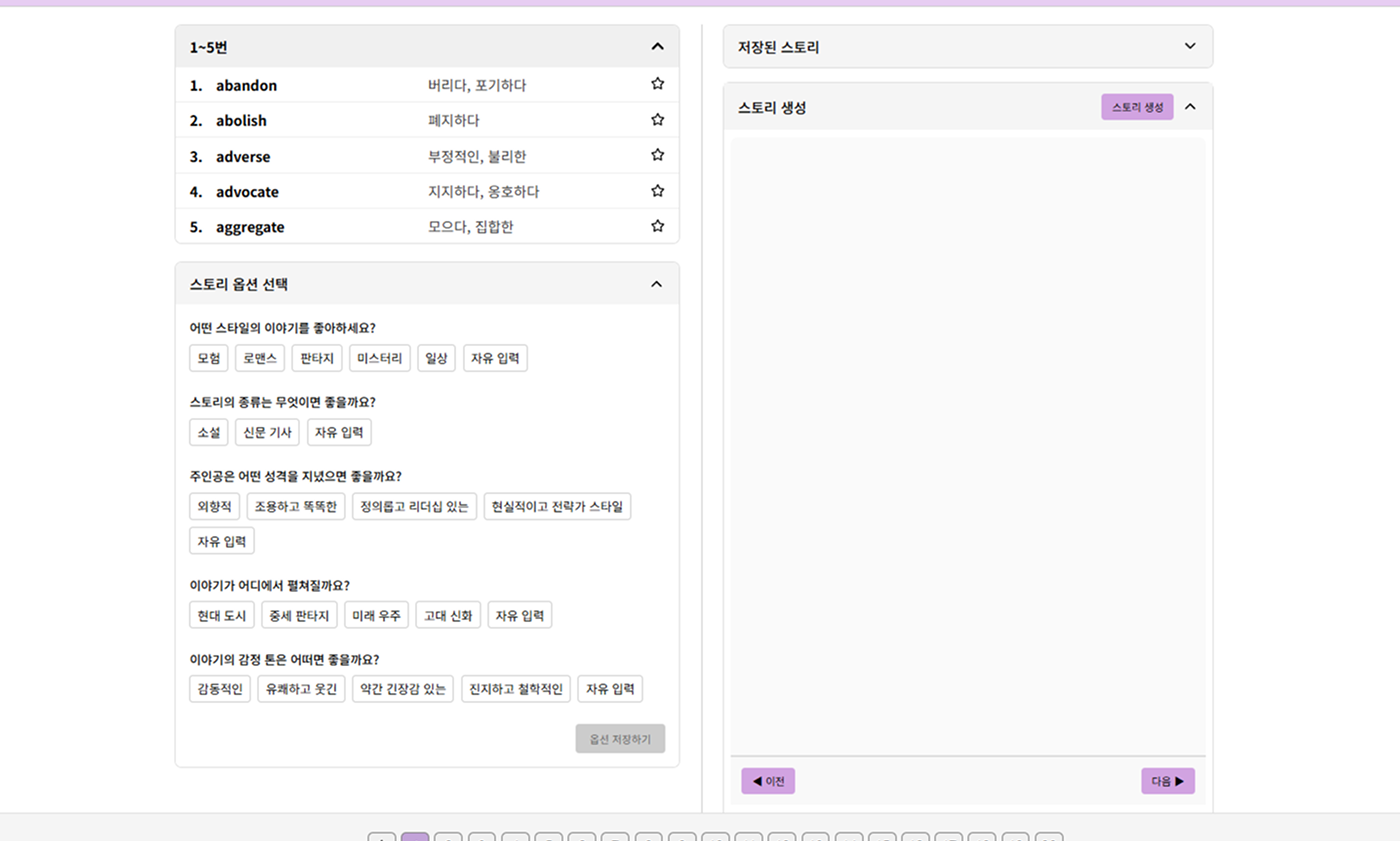 1~5번
1. abandon 버리다, 포기하다
2. abolish 폐지하다
3. adverse 부정적인, 불리한
4. advocate 지지하다, 옹호하다
5. aggregate 모으다, 집합한
스토리 옵션 선택
어떤 스타일의 이야기를 좋아하세요?
모험 로맨스 판타지 미스터리 일상 자유 입력
스토리의 종류는 무엇이면 좋을까요?
소설 신문 기사 자유 입력
주인공은 어떤 성격을 지녔으면 좋을까요?
외향적 조용하고 똑똑한 정의롭고 리더십 있는 현실적이고 전략가 스타일
자유 입력
이야기가 어디에서 펼쳐질까요?
현대 도시 중세 판타지 미래 우주 고대 신화 자유 입력
이야기의 감정 톤은 어떠면 좋을까요?
감동적인 유쾌하고 웃긴 약간 긴장감 있는 진지하고 철학적인 자유 입력
옵션 저장하기
저장된 스토리
스토리 생성 스토리 생성
◀ 이전 다음 ▶